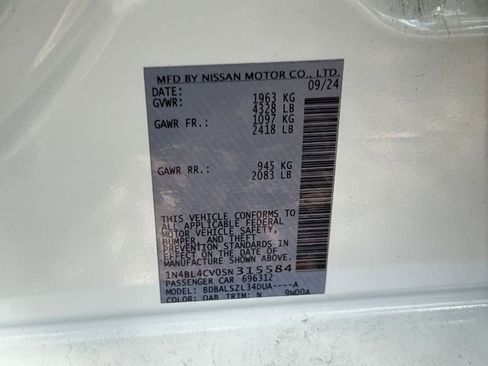 MFD BY NISSAN MOTOR CO., LTD.
DATE: 09/24
GVWR: 1963 KG
4328 LB
GAWR FR.: 1097 KG
2418 LB
GAWR RR.: 945 KG
2083 LB
THIS VEHICLE CONFORMS TO
ALL APPLICABLE FEDERAL
MOTOR VEHICLE SAFETY,
BUMPER, AND THEFT
PREVENTION STANDARDS
IN EFFECT ON THE DATE OF
MANUFACTURE SHOWN ABOVE.
1N4BL4CV0SN315584
PASSENGER CAR 696312
MODEL: BDBALSZL34DUA----A
COLOR: QAB TRIM: N 9N00A